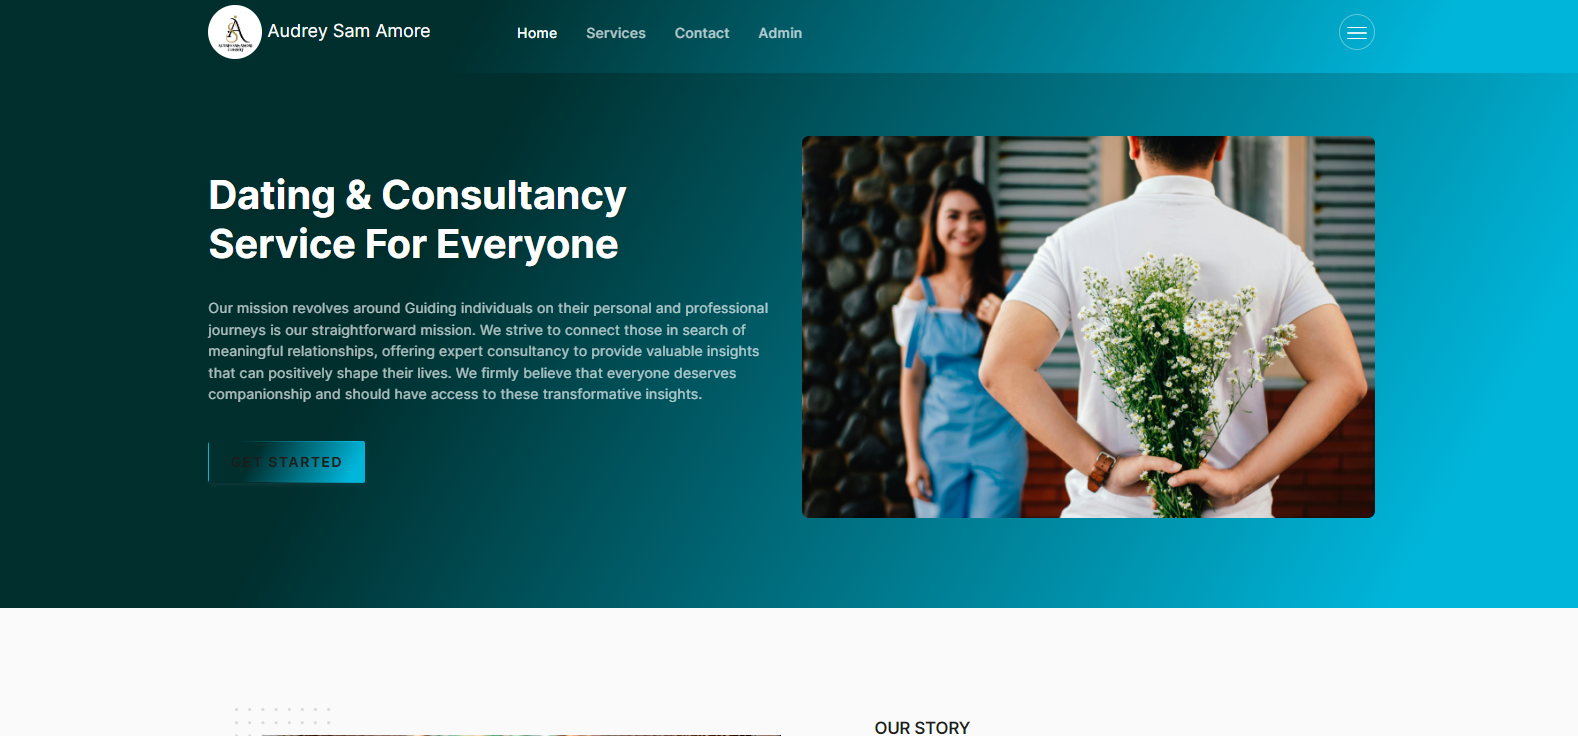 Audrey Sam Amore
Home Services Contact Admin
Dating & Consultancy
Service For Everyone
Our mission revolves around Guiding individuals on their personal and professional
journeys is our straightforward mission. We strive to connect those in search of
meaningful relationships, offering expert consultancy to provide valuable insights
that can positively shape their lives. We firmly believe that everyone deserves
companionship and should have access to these transformative insights.
GET STARTED
OUR STORY